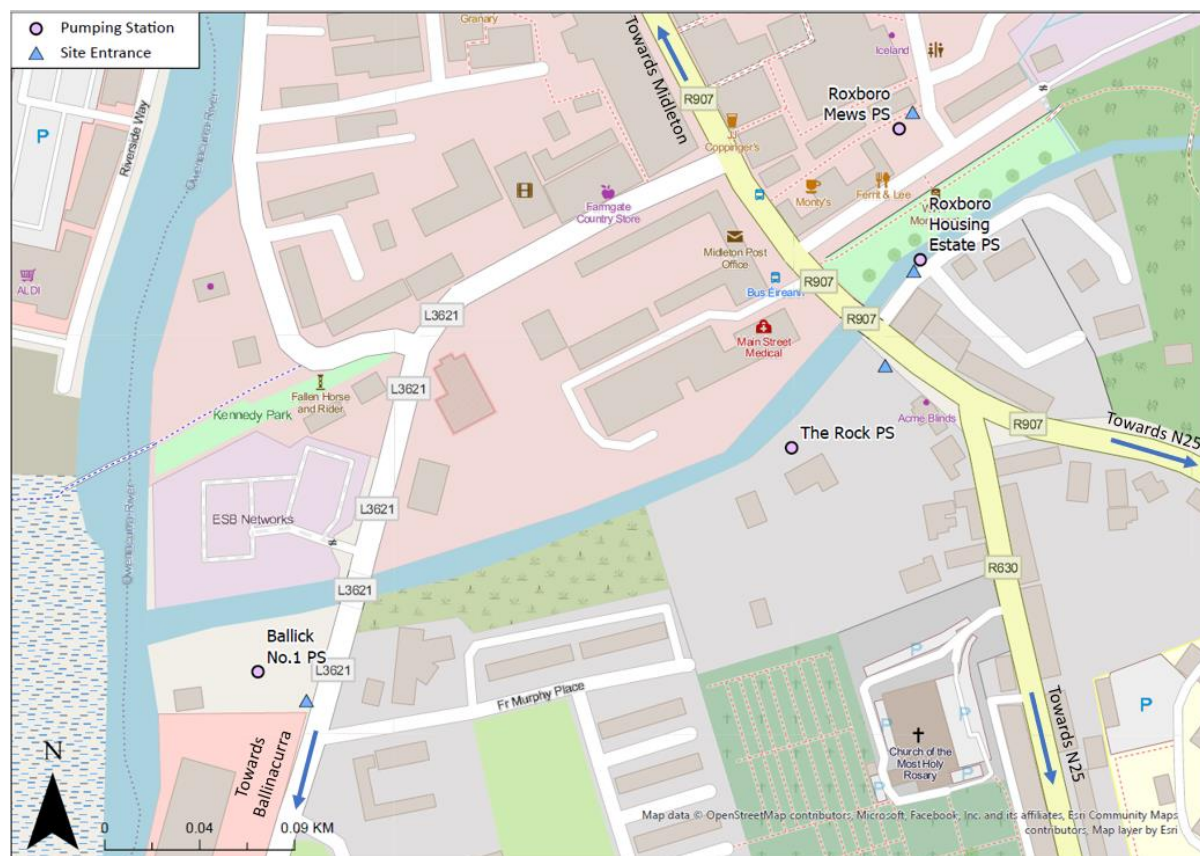 Pumping Station
Site Entrance
Granary
Towards Midleton
Iceland
R907
Roxboro
Mews PS
JJ
Coppinger's
Riverside Way
Owenacurra River
P
Farmgate
Country Store
Monty's
Ferrit & Lee
Roxboro
Housing
Estate PS
Midleton Post
Office
ALDI
Bus Éireann
R907
L3621
R907
Main Street
Medical
Fallen Horse
and Rider
L3621
Kennedy Park
Acme Blinds
R907
Towards N25
The Rock PS
Owenacurra River
ESB Networks
L3621
R630
L3621
Ballick
No.1 PS
L3621
P
Fr Murphy Place
P
P
P
P
Church of the
Most Holy
Rosary
Towards N25
Towards
Ballinacurra
N
0 0.04 0.09 KM
Map data © OpenStreetMap contributors, Microsoft, Facebook, Inc. and its affiliates, Esri Community Maps
contributors, Map layer by Esri